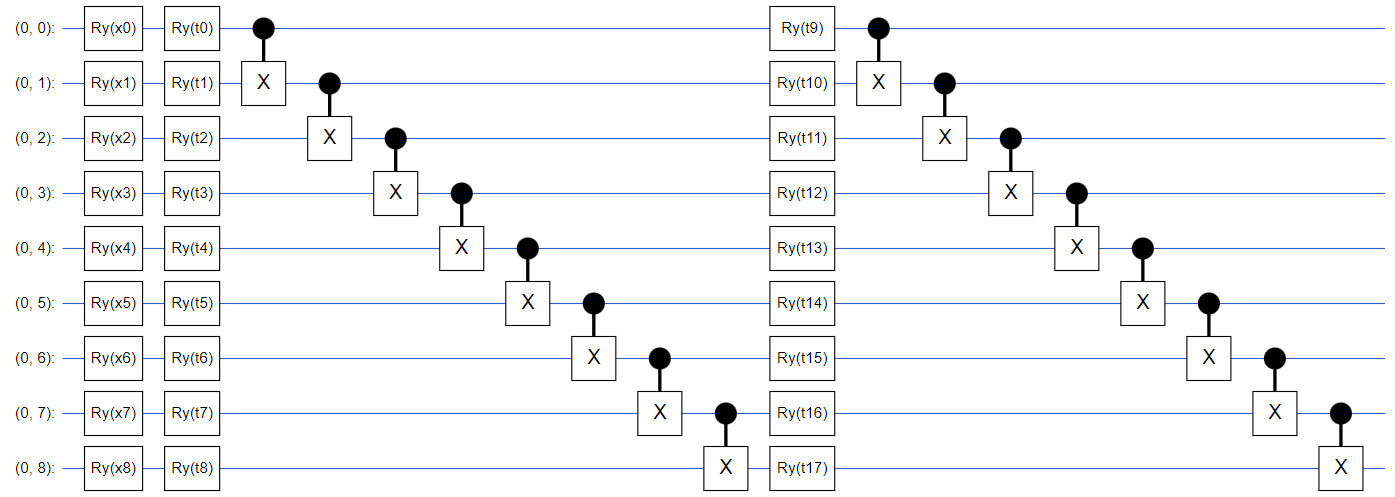 (0, 0): Ry(x0) Ry(t0) Ry(t9)
(0, 1): Ry(x1) Ry(t1) X Ry(t10) X
(0, 2): Ry(x2) Ry(t2) X Ry(t11) X
(0, 3): Ry(x3) Ry(t3) X Ry(t12) X
(0, 4): Ry(x4) Ry(t4) X Ry(t13) X
(0, 5): Ry(x5) Ry(t5) X Ry(t14) X
(0, 6): Ry(x6) Ry(t6) X Ry(t15) X
(0, 7): Ry(x7) Ry(t7) X Ry(t16) X
(0, 8): Ry(x8) Ry(t8) X Ry(t17) X